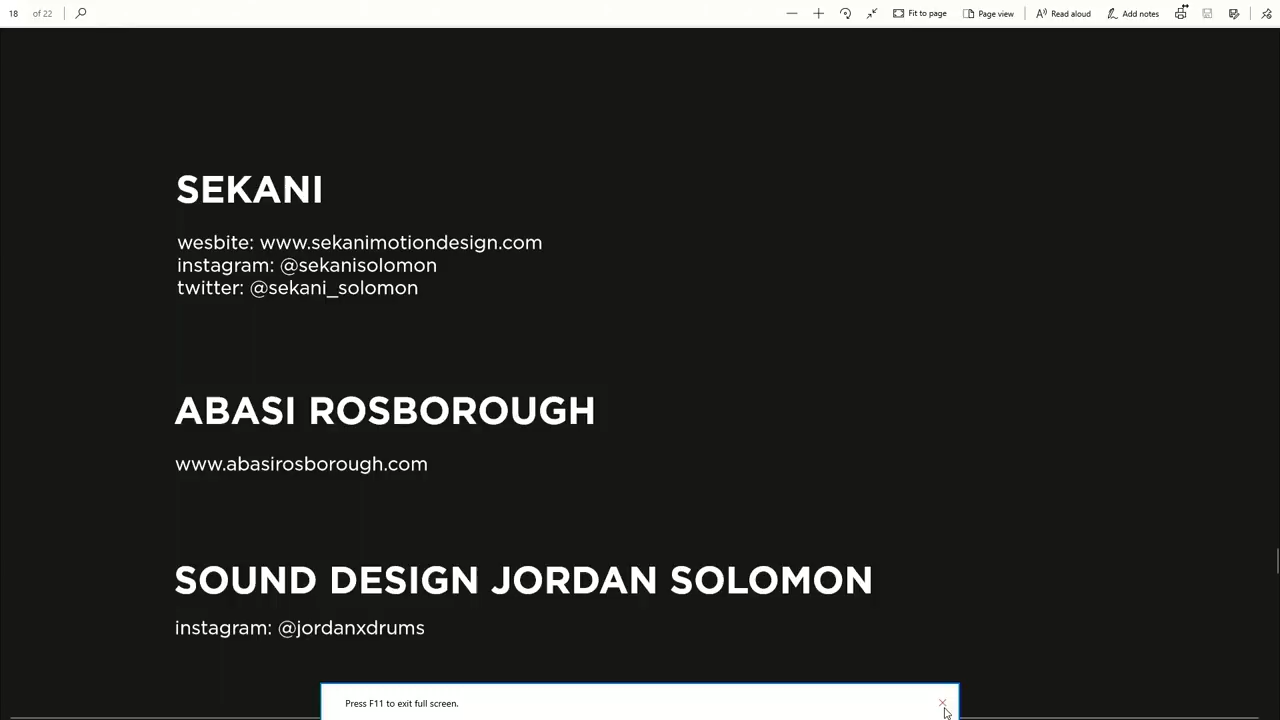 18 of 22 Fit to page Page view Read aloud Add notes
SEKANI
wesbite: www.sekanimotiondesign.com
instagram: @sekanisolomon
twitter: @sekani_solomon
ABASI ROSBOROUGH
www.abasirosborough.com
SOUND DESIGN JORDAN SOLOMON
instagram: @jordanxdrums
Press F11 to exit full screen.